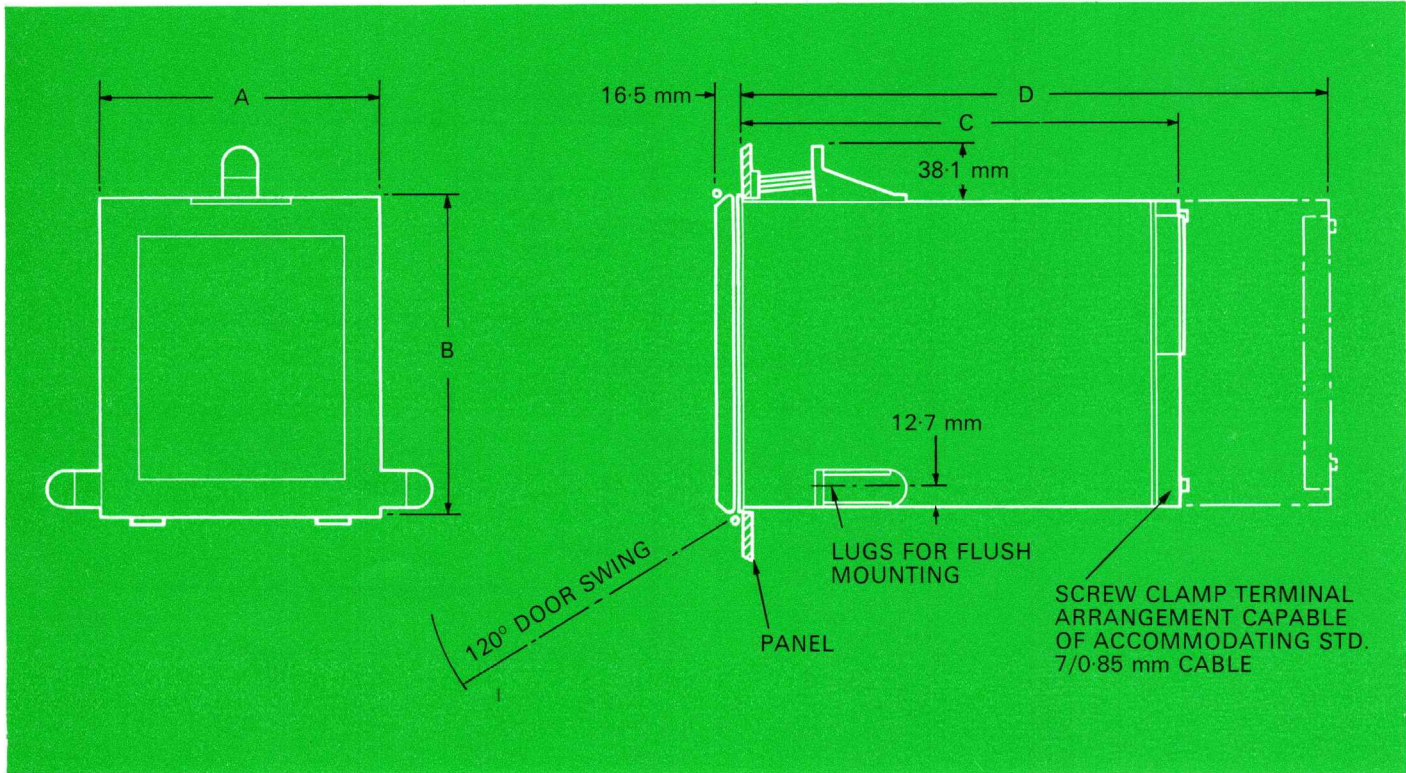 A
16·5 mm
D
C
38·1 mm
B
12·7 mm
120° DOOR SWING
LUGS FOR FLUSH
MOUNTING
PANEL
SCREW CLAMP TERMINAL
ARRANGEMENT CAPABLE
OF ACCOMMODATING STD.
7/0·85 mm CABLE